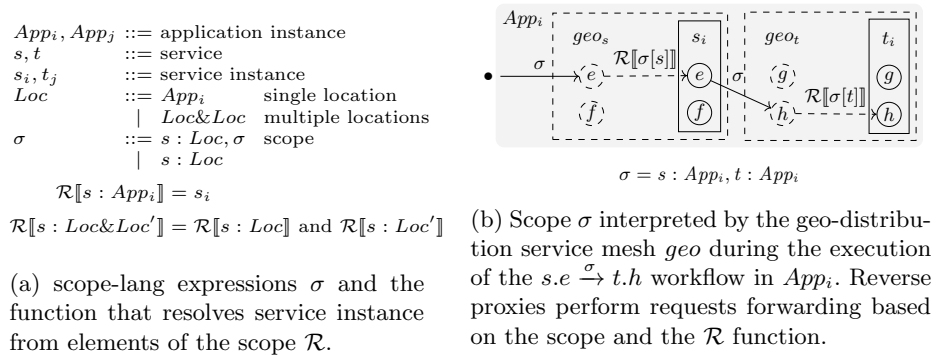 App_i, App_j ::= application instance
s, t ::= service
s_i, t_j ::= service instance
Loc ::= App_i single location
| Loc&Loc multiple locations
σ ::= s : Loc, σ scope
| s : Loc
R⟦s : App_i⟧ = s_i
R⟦s : Loc&Loc′⟧ = R⟦s : Loc⟧ and R⟦s : Loc′⟧
(a) scope-lang expressions σ and the
function that resolves service instance
from elements of the scope R.
App_i
geo_s s_i geo_t t_i
σ e R⟦σ[s]⟧ e σ g g
f f h R⟦σ[t]⟧ h
σ = s : App_i, t : App_i
(b) Scope σ interpreted by the geo-distribu-
tion service mesh geo during the execution
of the s.e →σ t.h workflow in App_i. Reverse
proxies perform requests forwarding based
on the scope and the R function.